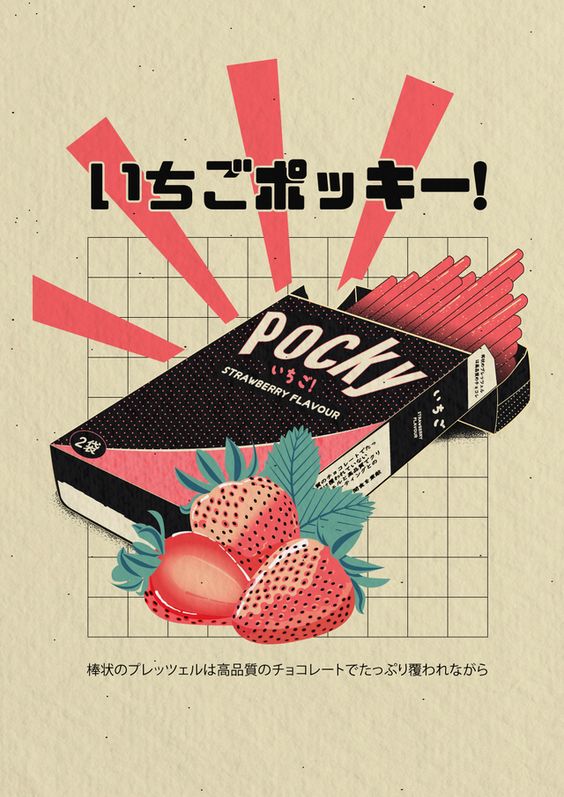 いちごポッキー!
POCKY
いちご!
STRAWBERRY FLAVOUR
2袋
いちご
STRAWBERRY
FLAVOUR
棒状のプレッツェルは高品質のチョコレートでたっぷり覆われながら